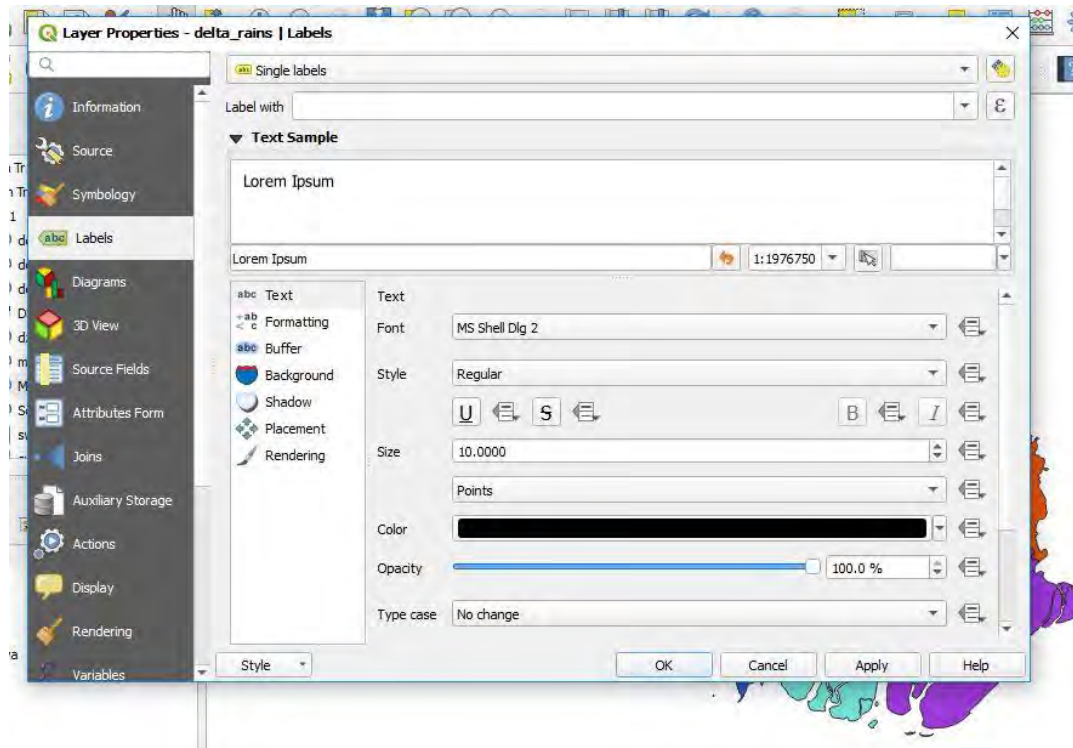 Layer Properties - delta_rains | Labels
Single labels
Information
Label with
ε
Text Sample
Source
Lorem Ipsum
Symbology
abc Labels
Lorem Ipsum
1:1976750
Diagrams
abc Text
Text
3D View
+ab < c Formatting
Font
MS Shell Dlg 2
abc Buffer
Source Fields
Background
Style
Regular
Attributes Form
Shadow
U S B I
Placement
Joins
Rendering
Size
10.0000
Auxiliary Storage
Points
Actions
Color
Opacity
100.0 %
Display
Type case
No change
Rendering
Style
OK
Cancel
Apply
Help
Variables